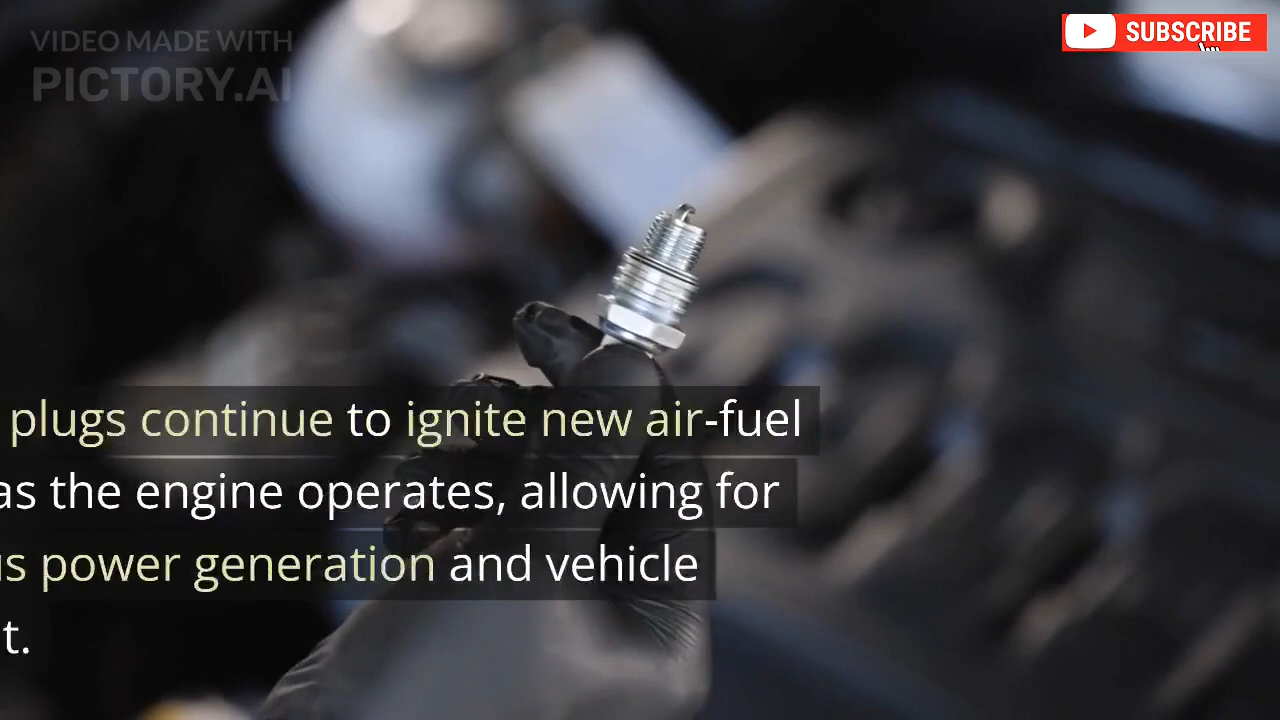 VIDEO MADE WITH
PICTORY.AI
SUBSCRIBE
plugs continue to ignite new air-fuel
as the engine operates, allowing for
power generation and vehicle